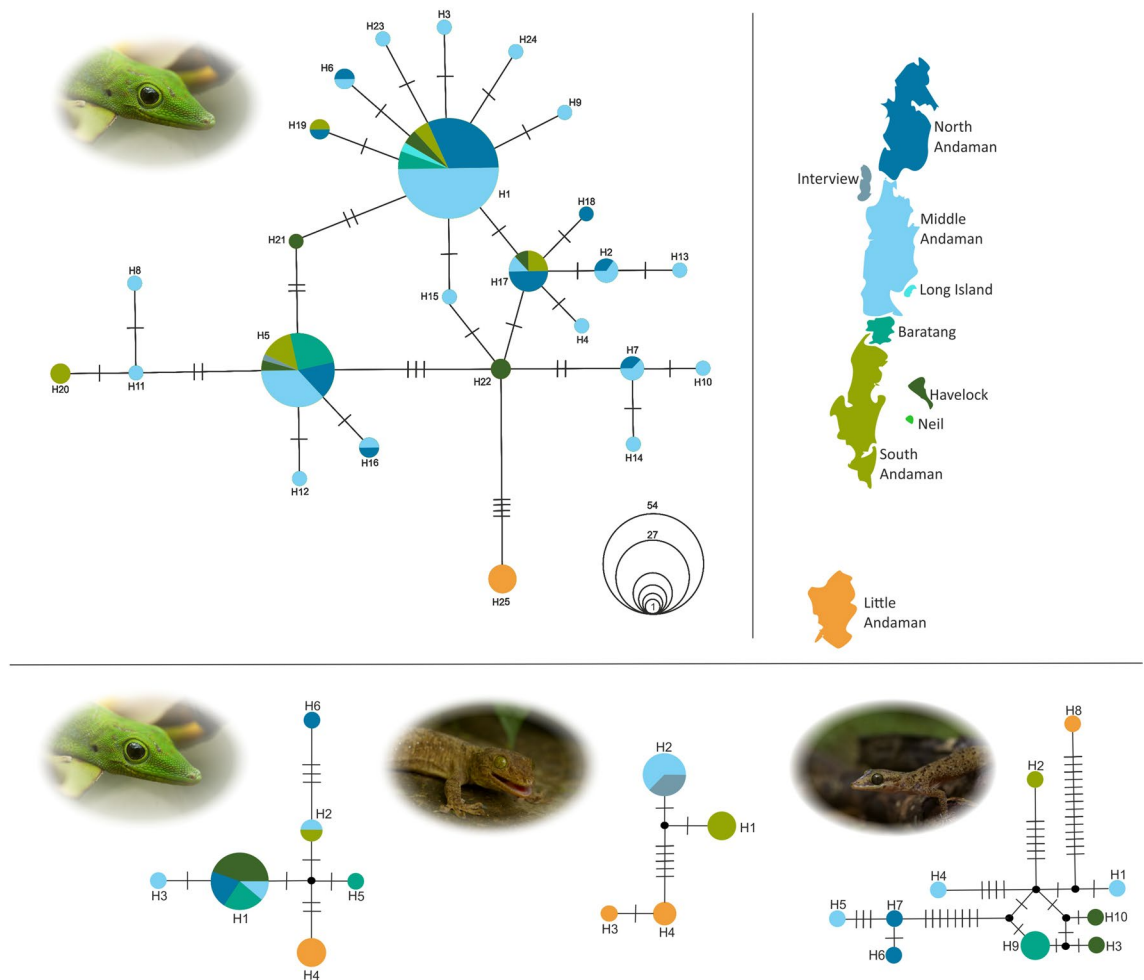 H3
H23
H24
H6
H9
H19
H1
H18
H21
H2
H13
H17
H8
H15
H4
H5
H7
H22
H10
H20
H11
H14
H16
H12
54
27
1
H25
North
Andaman
Interview
Middle
Andaman
Long Island
Baratang
Havelock
Neil
South
Andaman
Little
Andaman
H6
H2
H3
H1
H5
H4
H2
H1
H3
H4
H8
H2
H4
H1
H5
H7
H10
H6
H9
H3